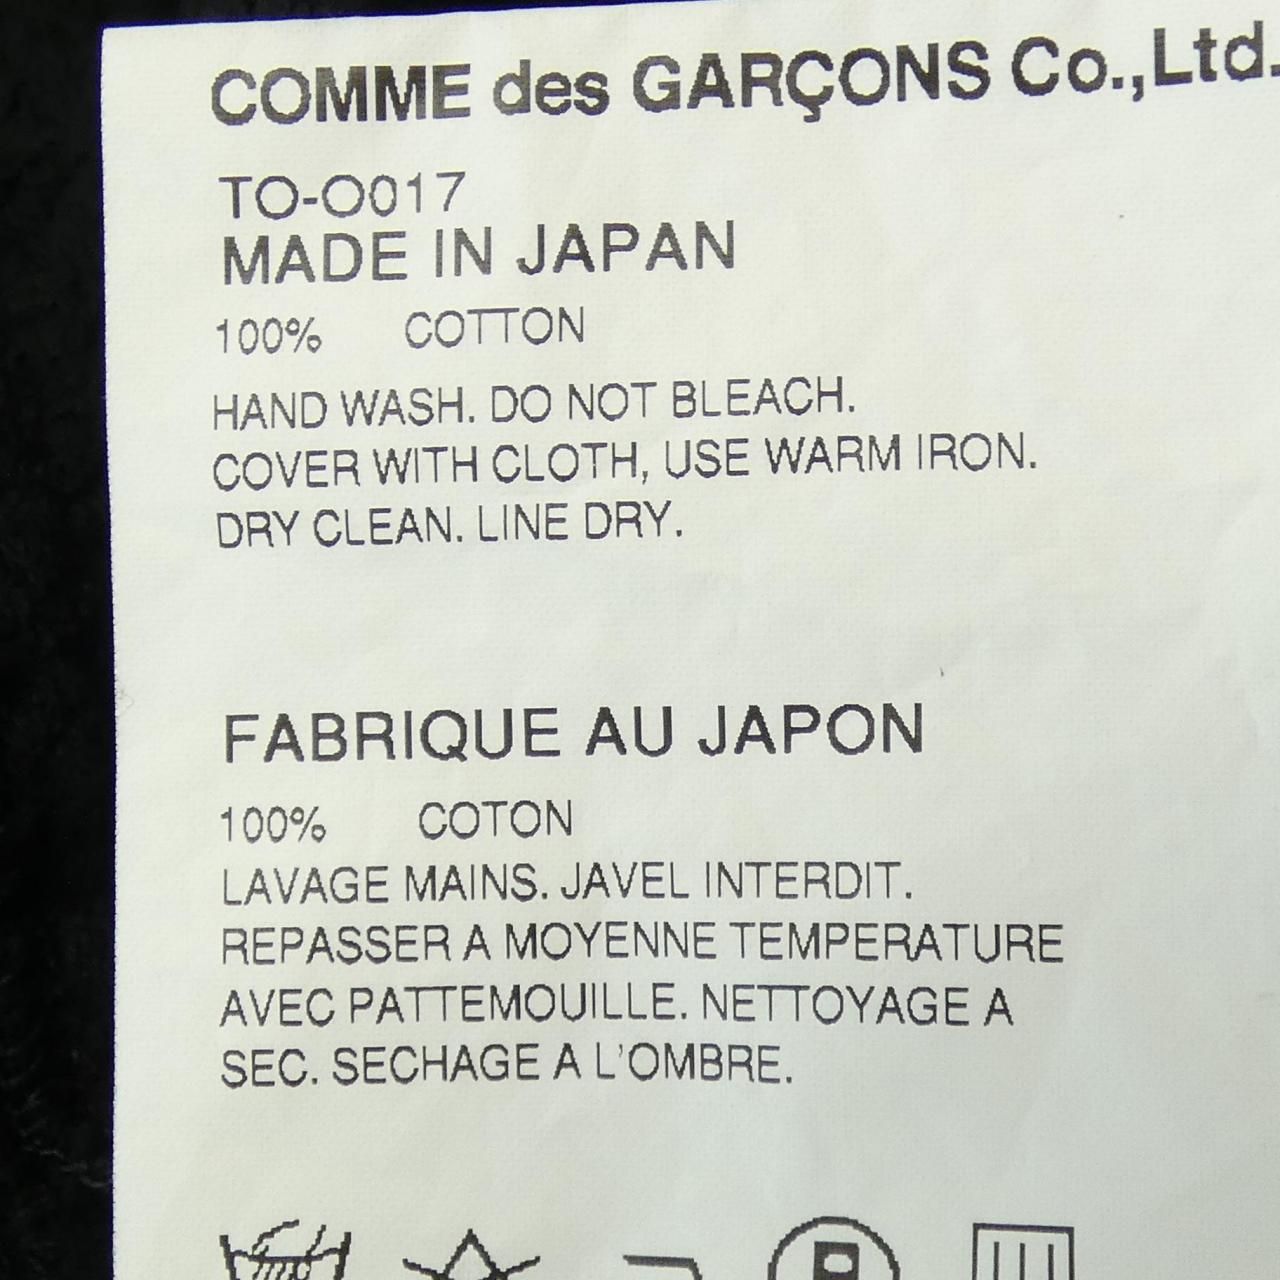 COMME des GARÇONS Co.,Ltd.
TO-O017
MADE IN JAPAN
100% COTTON
HAND WASH. DO NOT BLEACH.
COVER WITH CLOTH, USE WARM IRON.
DRY CLEAN. LINE DRY.
FABRIQUE AU JAPON
100% COTON
LAVAGE MAINS. JAVEL INTERDIT.
REPASSER A MOYENNE TEMPERATURE
AVEC PATTEMOUILLE. NETTOYAGE A
SEC. SECHAGE A L'OMBRE.